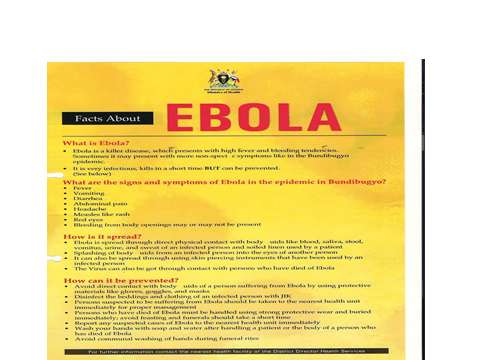 THE REPUBLIC OF UGANDA
Ministry of Health
Facts About EBOLA
What is Ebola?
• Ebola is a killer disease, which presents with high fever and bleeding tendencies.
Sometimes it may present with more non-speci c symptoms like in the Bundibugyo
epidemic.
• It is very infectious, kills in a short time BUT can be prevented.
(See below)
What are the signs and symptoms of Ebola in the epidemic in Bundibugyo?
• Fever
• Vomiting
• Diarrhea
• Abdominal pain
• Headache
• Measles like rash
• Red eyes
• Bleeding from body openings may or may not be present
How is it spread?
• Ebola is spread through direct physical contact with body uids like blood, saliva, stool,
vomitus, urine, and sweat of an infected person and soiled linen used by a patient
• Splashing of body uids from an infected person into the eyes of another person
• It can also be spread through using skin piercing instruments that have been used by an
infected person
• The Virus can also be got through contact with persons who have died of Ebola
How can it be prevented?
• Avoid direct contact with body uids of a person suffering from Ebola by using protective
materials like gloves, goggles, and masks
• Disinfect the beddings and clothing of an infected person with JIK
• Persons suspected to be suffering from Ebola should be taken to the nearest health unit
immediately for proper management
• Persons who have died of Ebola must be handled using strong protective wear and buried
immediately; avoid feasting and funerals should take a short time
• Report any suspected cases of Ebola to the nearest health unit immediately
• Wash your hands with soap and water after handling a patient or the body of a person who
has died of Ebola
• Avoid communal washing of hands during funeral rites
For further information contact the nearest health facility or the District Director Health Services